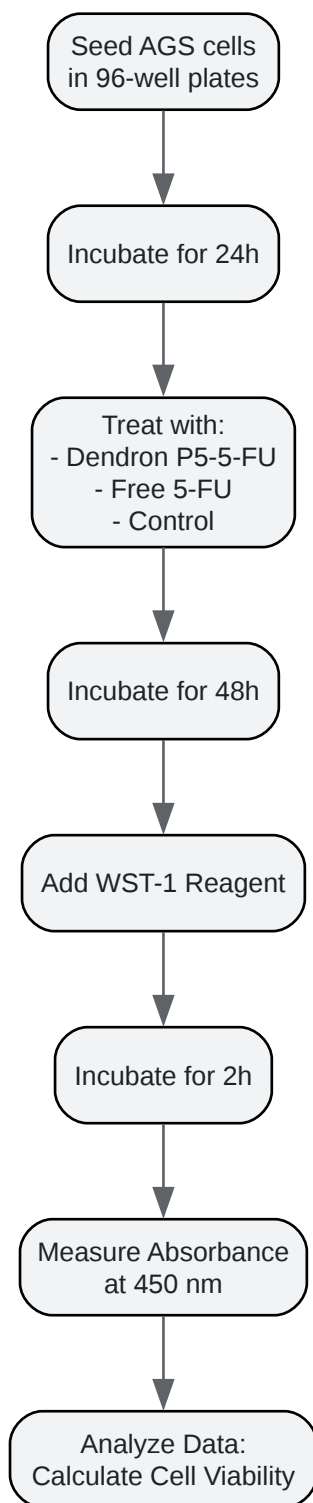 Seed AGS cells
in 96-well plates
Incubate for 24h
Treat with:
- Dendron P5-5-FU
- Free 5-FU
- Control
Incubate for 48h
Add WST-1 Reagent
Incubate for 2h
Measure Absorbance
at 450 nm
Analyze Data:
Calculate Cell Viability